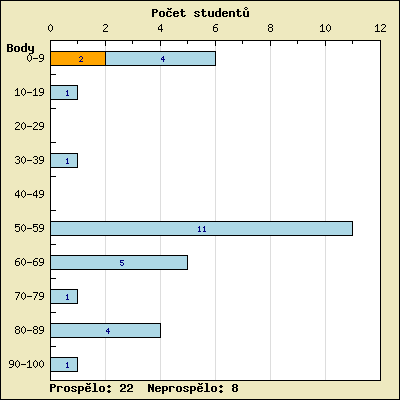 Počet studentů
0 2 4 6 8 10 12
Body
0-9 2 4
10-19 1
20-29
30-39 1
40-49
50-59 11
60-69 5
70-79 1
80-89 4
90-100 1
Prospělo: 22 Neprospělo: 8